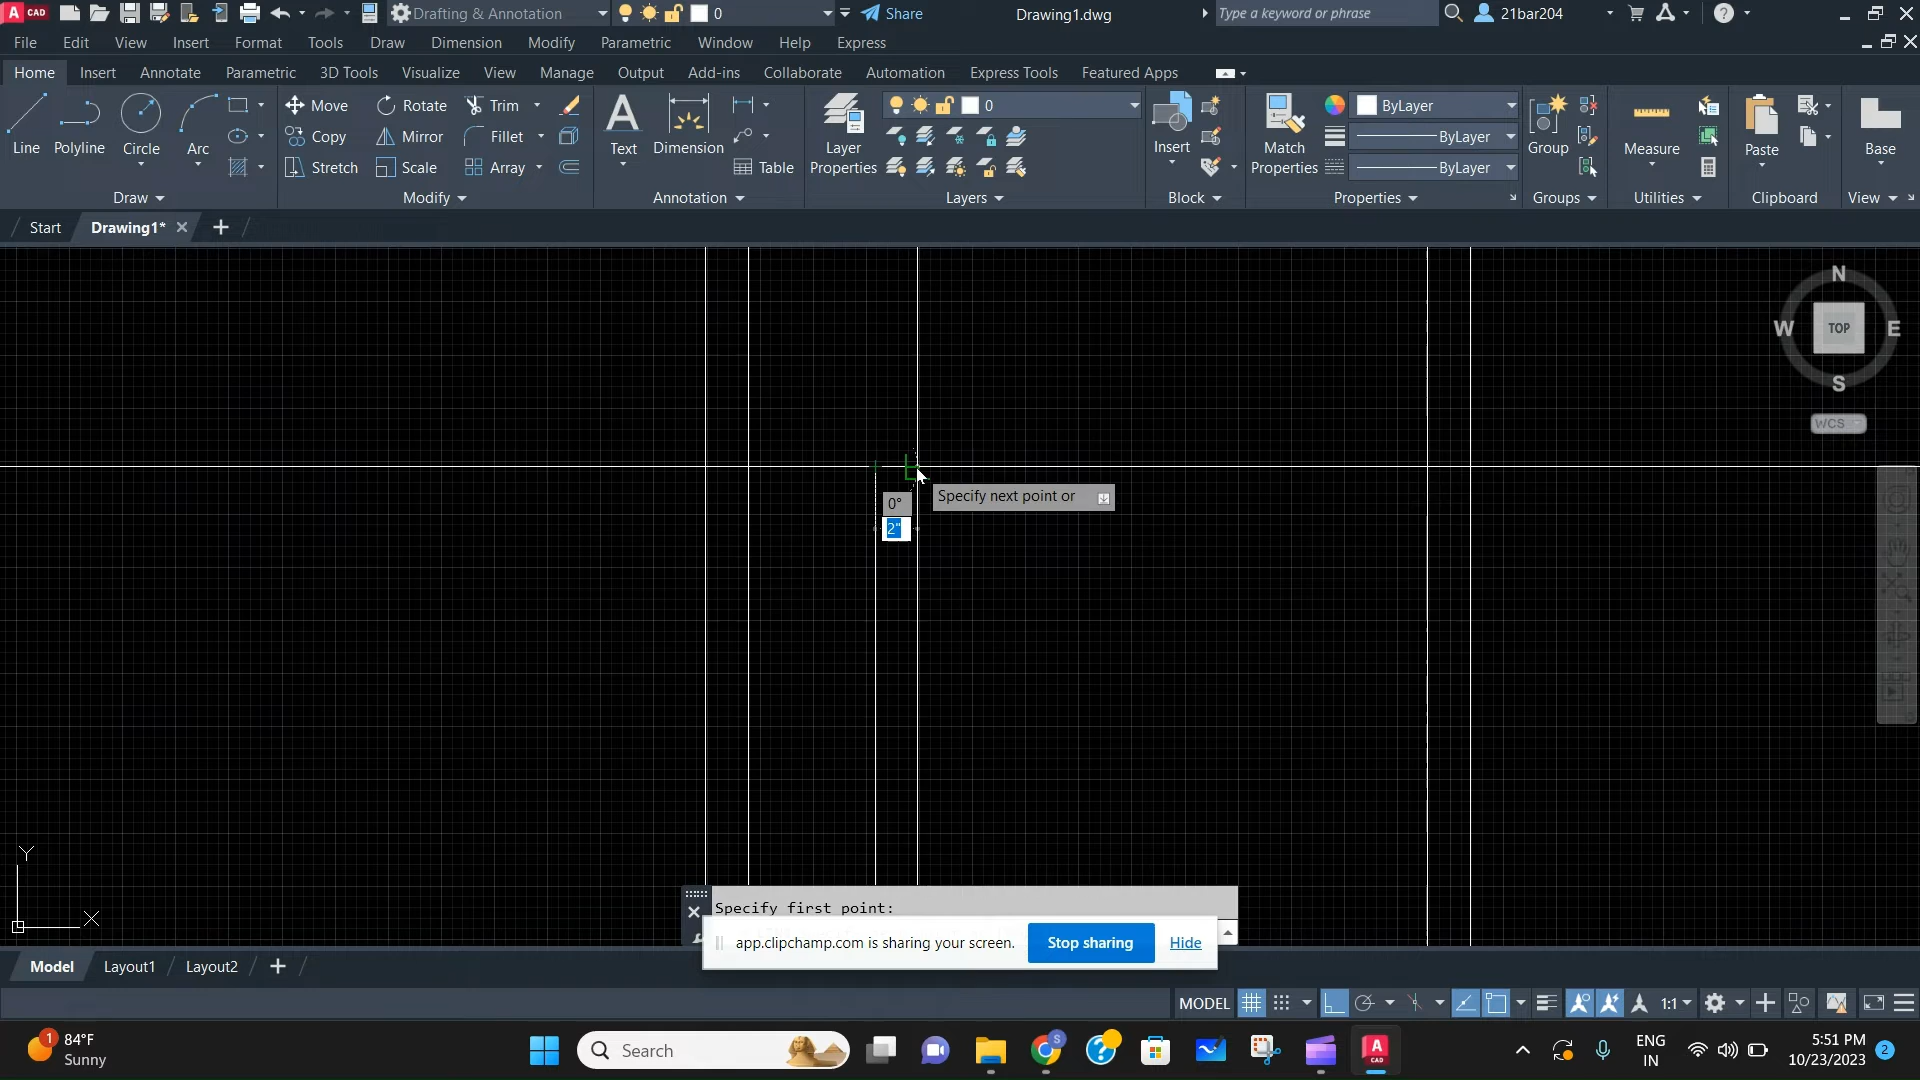 A CAD Drafting & Annotation 0 Share Drawing1.dwg Type a keyword or phrase 21bar204
File Edit View Insert Format Tools Draw Dimension Modify Parametric Window Help Express
Home Insert Annotate Parametric 3D Tools Visualize View Manage Output Add-ins Collaborate Automation Express Tools Featured Apps
Move Rotate Trim 0 ByLayer
Copy Mirror Fillet ByLayer
Line Polyline Circle Arc Text Dimension Layer Properties Insert Match Properties Group Measure Paste Base
Stretch Scale Array Table ByLayer
Draw Modify Annotation Layers Block Properties Groups Utilities Clipboard View
Start Drawing1*
N
W TOP E
S
WCS
Specify next point or
0°
2"
Y
X
Specify first point:
app.clipchamp.com is sharing your screen. Stop sharing Hide
Model Layout1 Layout2
MODEL 1:1
1 84°F
Sunny
Search
S
A CAD
ENG
IN
5:51 PM
10/23/2023 2